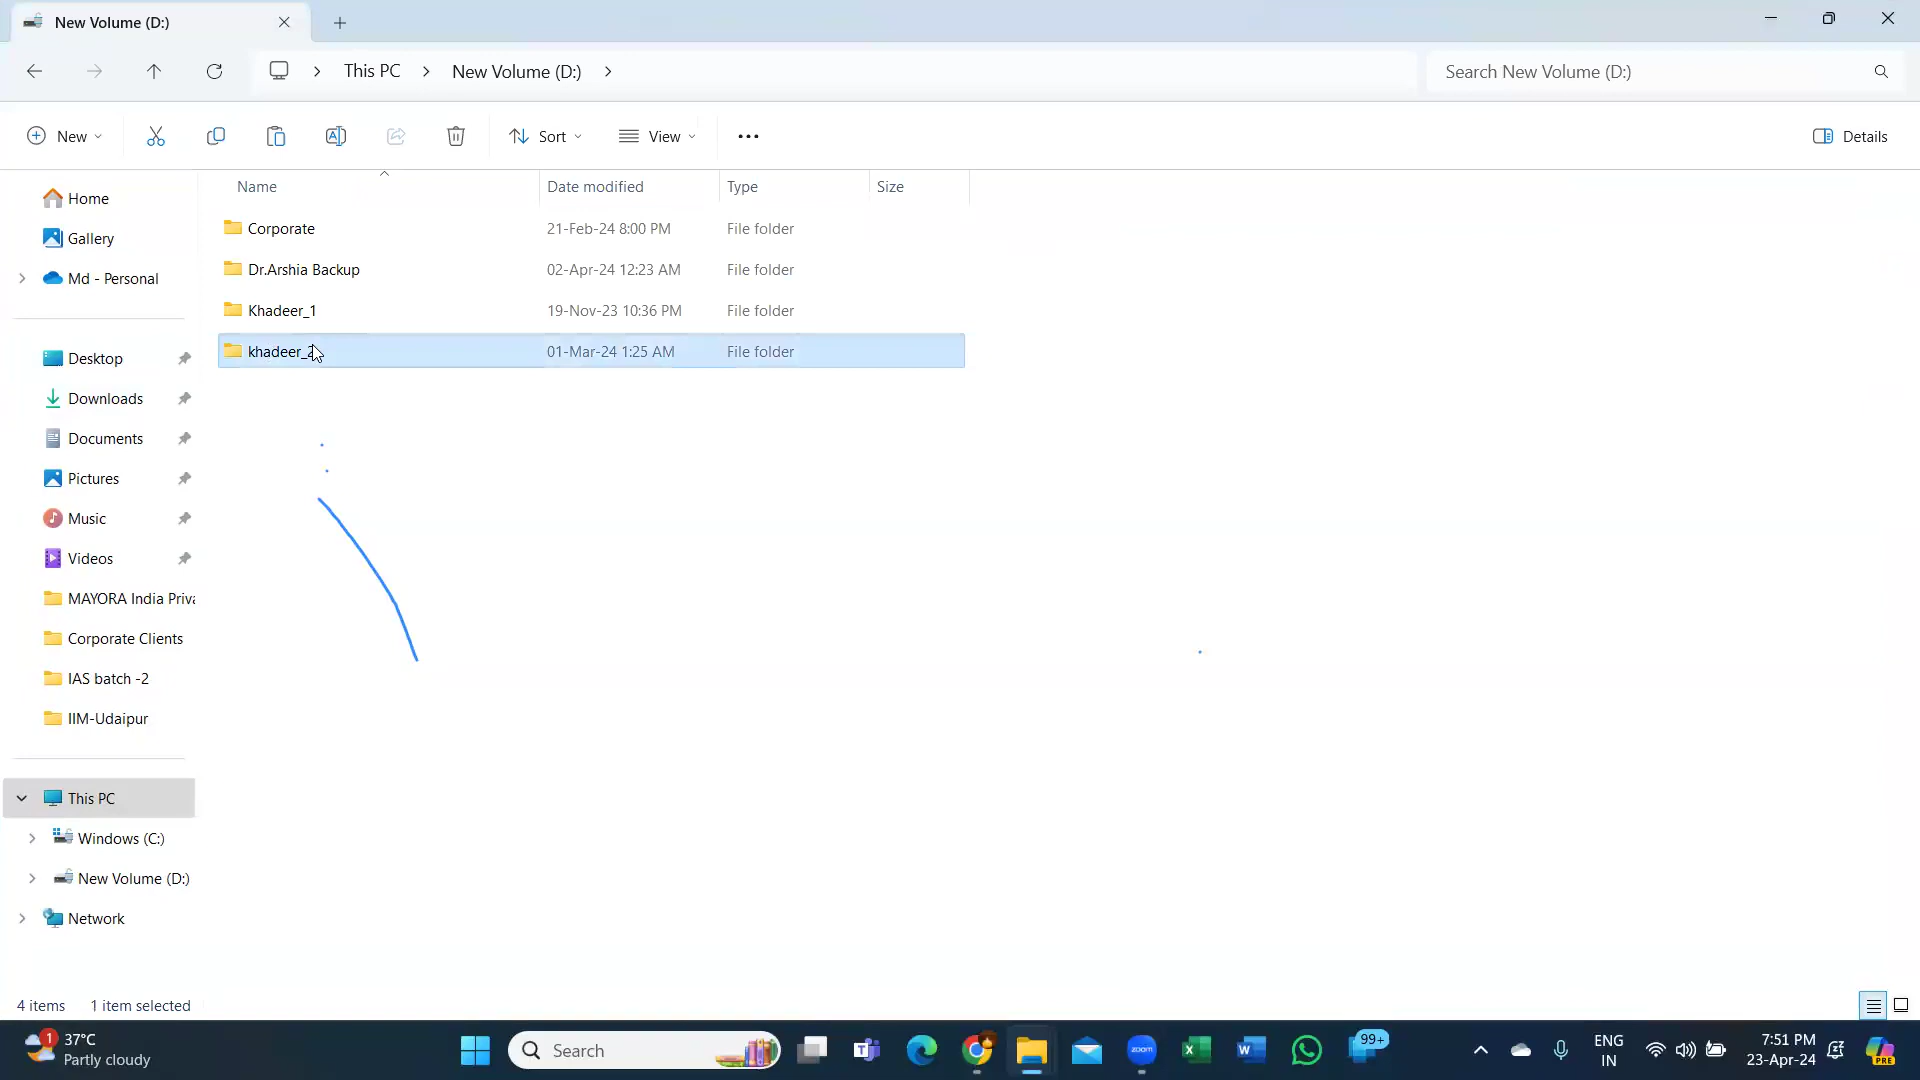 New Volume (D:)
This PC
New Volume (D:)
Search New Volume (D:)
New
Sort
View
Details
Name
Date modified
Type
Size
Corporate
21-Feb-24 8:00 PM
File folder
Dr.Arshia Backup
02-Apr-24 12:23 AM
File folder
Khadeer_1
19-Nov-23 10:36 PM
File folder
khadeer_2
01-Mar-24 1:25 AM
File folder
Home
Gallery
Md - Personal
Desktop
Downloads
Documents
Pictures
Music
Videos
MAYORA India Priva
Corporate Clients
IAS batch -2
IIM-Udaipur
This PC
Windows (C:)
New Volume (D:)
Network
4 items
1 item selected
1
37°C
Partly cloudy
Search
zoom
99+
ENG
IN
7:51 PM
23-Apr-24
PRE